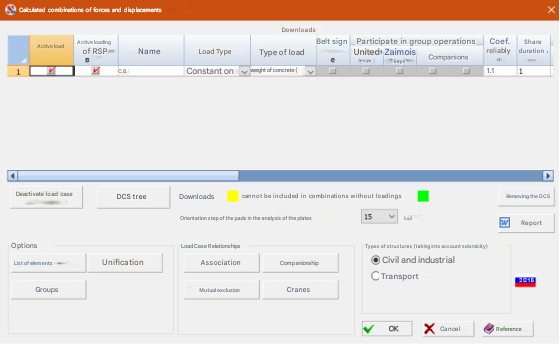 Calculated combinations of forces and displacements
Downloads
Active load
Active loading of RSP
Name
Load Type
Type of load
Belt sign
Participate in group operations
United
Zaimois
Companions
Coef. reliably
Share duration
1
C.B.
Constant on
weight of concrete (
1.1
1
Deactivate load case
DCS tree
Downloads
cannot be included in combinations without loadings
Removing the DCS
Orientation step of the pads in the analysis of the plates
15
Report
Options
List of elements
Unification
Groups
Load Case Relationships
Association
Companionship
Mutual exclusion
Cranes
Types of structures (taking into account seismicity)
Civil and industrial
Transport
OK
Cancel
Reference